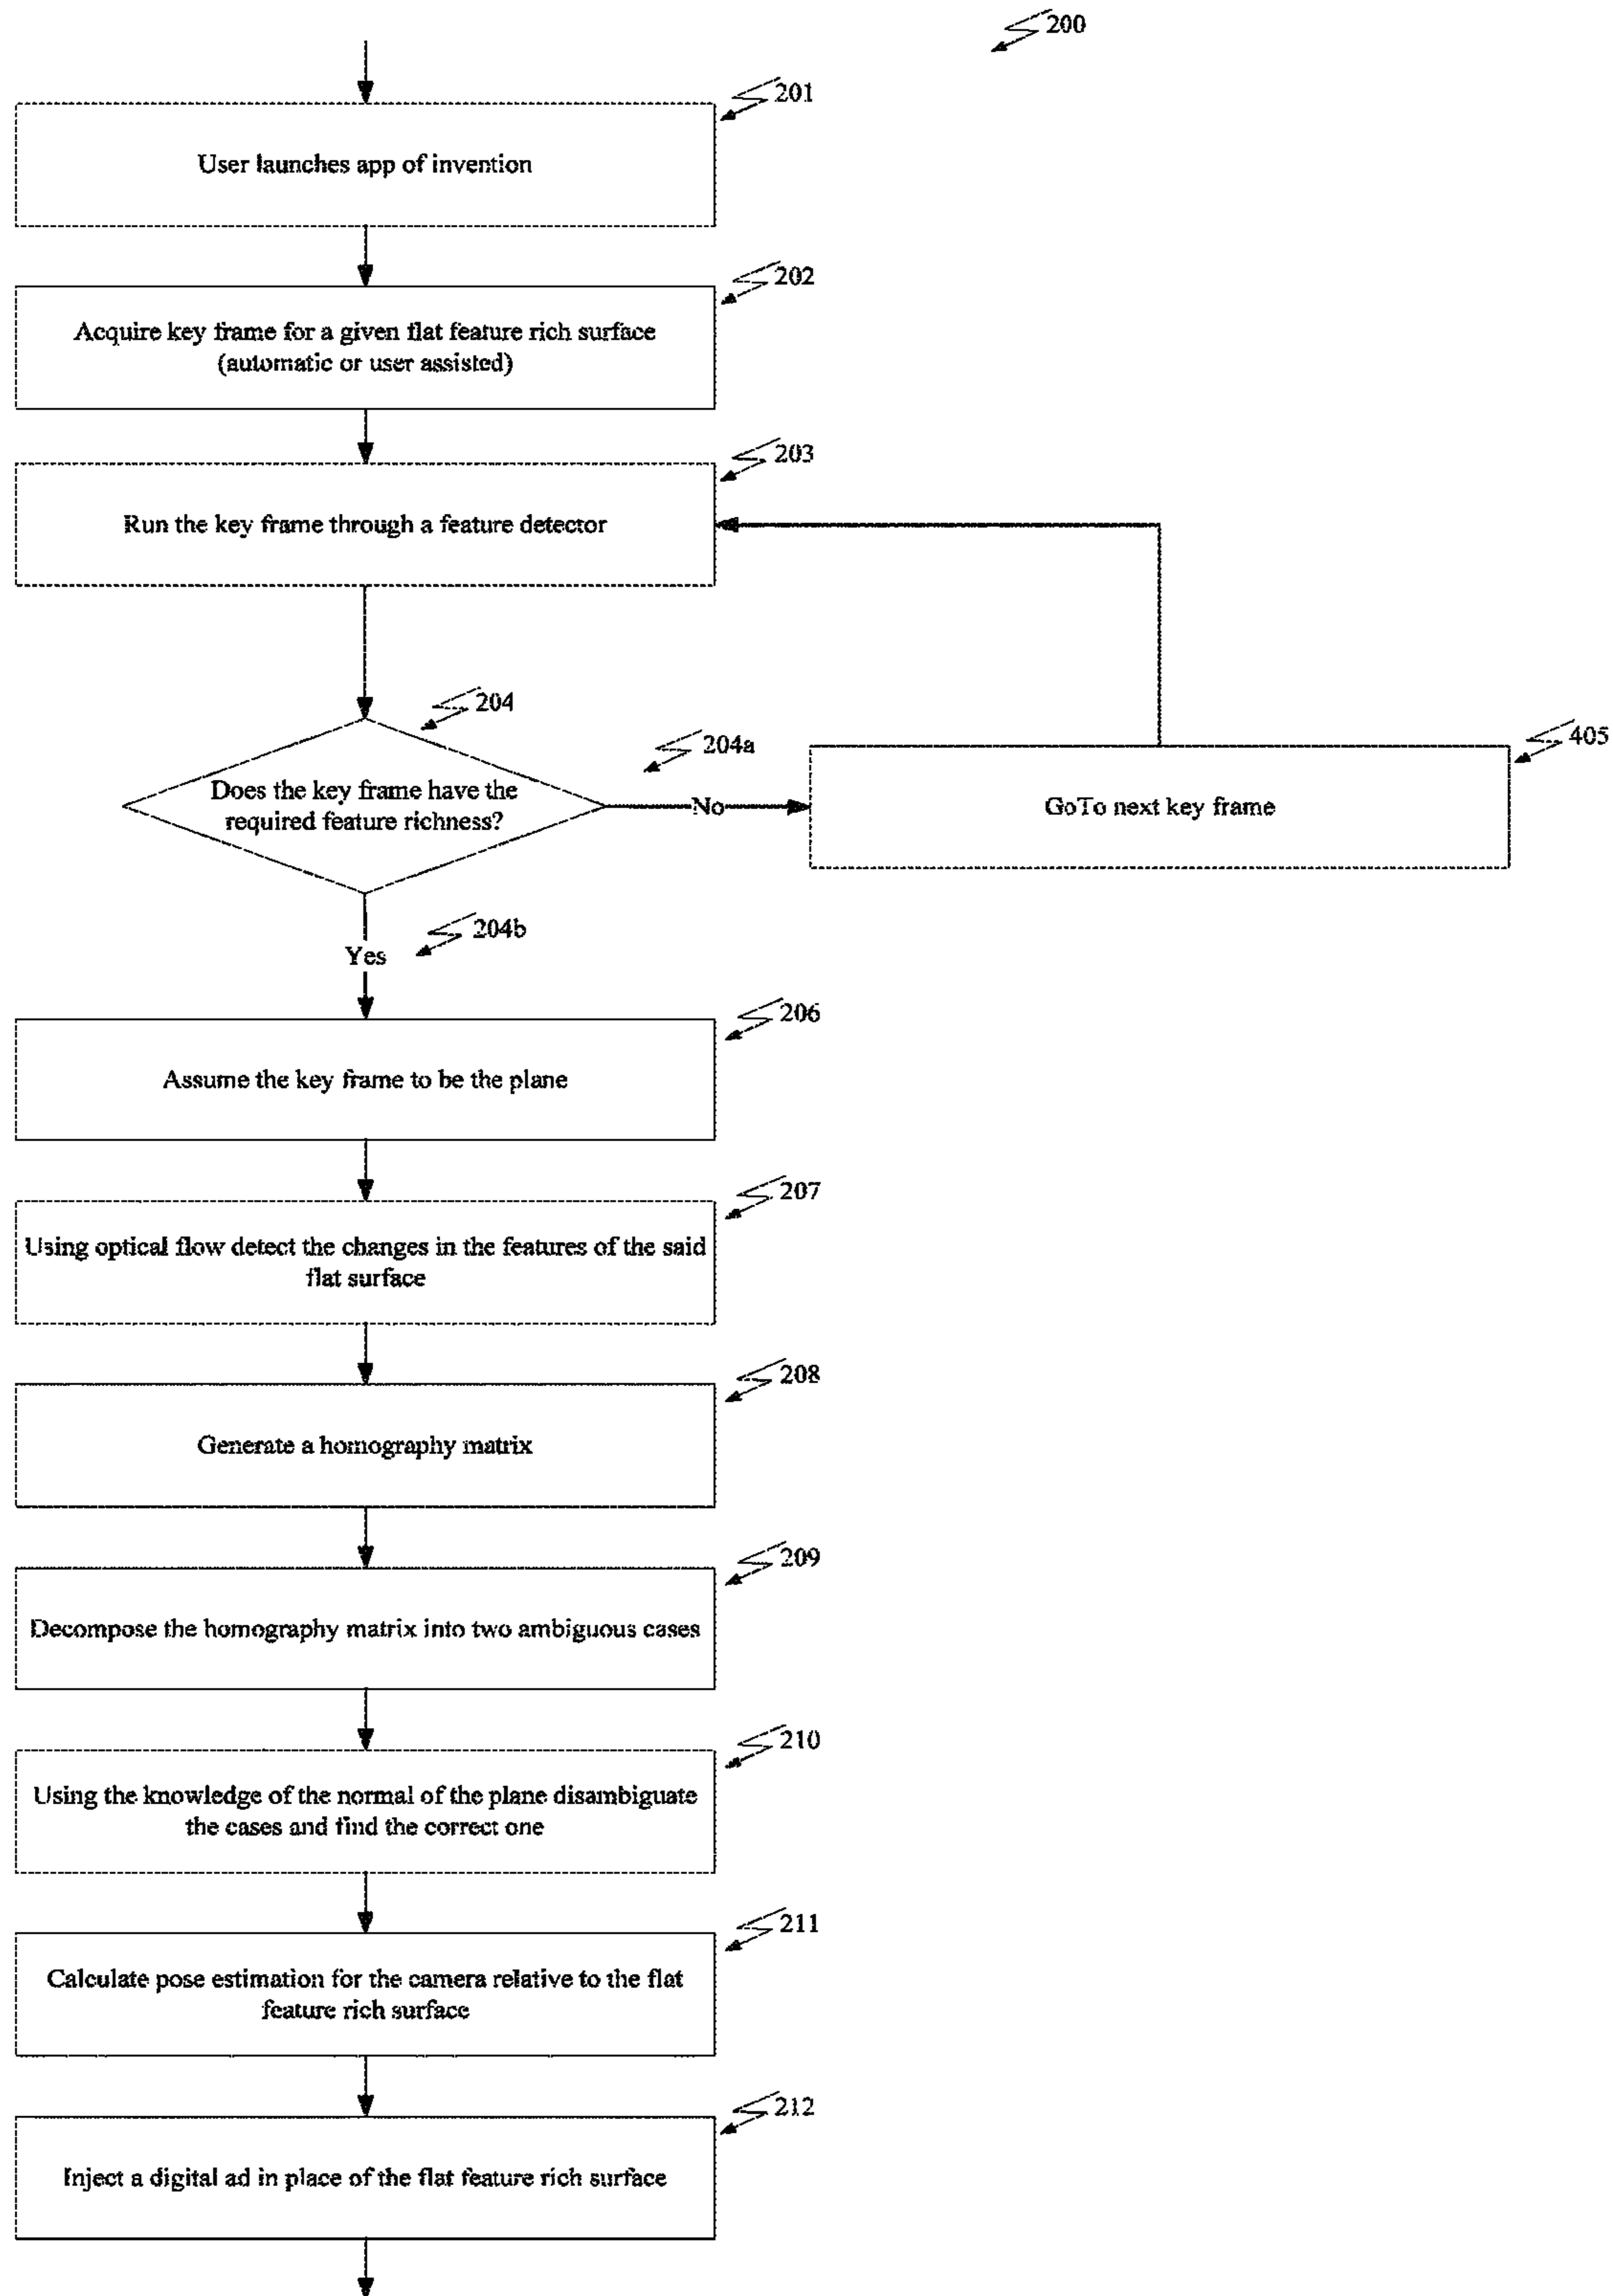 200
201
User launches app of invention
202
Acquire key frame for a given flat feature rich surface
(automatic or user assisted)
203
Run the key frame through a feature detector
204
204a
405
Does the key frame have the
required feature richness?
No
GoTo next key frame
204b
Yes
206
Assume the key frame to be the plane
207
Using optical flow detect the changes in the features of the said
flat surface
208
Generate a homography matrix
209
Decompose the homography matrix into two ambiguous cases
210
Using the knowledge of the normal of the plane disambiguate
the cases and find the correct one
211
Calculate pose estimation for the camera relative to the flat
feature rich surface
212
Inject a digital ad in place of the flat feature rich surface